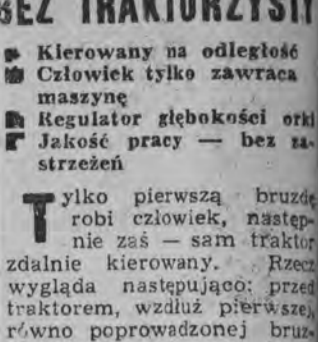 BEZ TRAKTORZYSTY
Kierowany na odległość
Człowiek tylko zawraca
maszynę
Regulator głębokości orki
Jakość pracy — bez za-
strzeżeń
Tylko pierwszą bruzdę
robi człowiek, następ-
nie zaś — sam traktor
zdalnie kierowany. Rzecz
wygląda następująco: przed
traktorem, wzdłuż pierwszej,
równo poprowadzonej bruz-